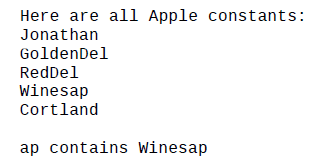 Here are all Apple constants:
Jonathan
GoldenDel
RedDel
Winesap
Cortland
ap contains Winesap